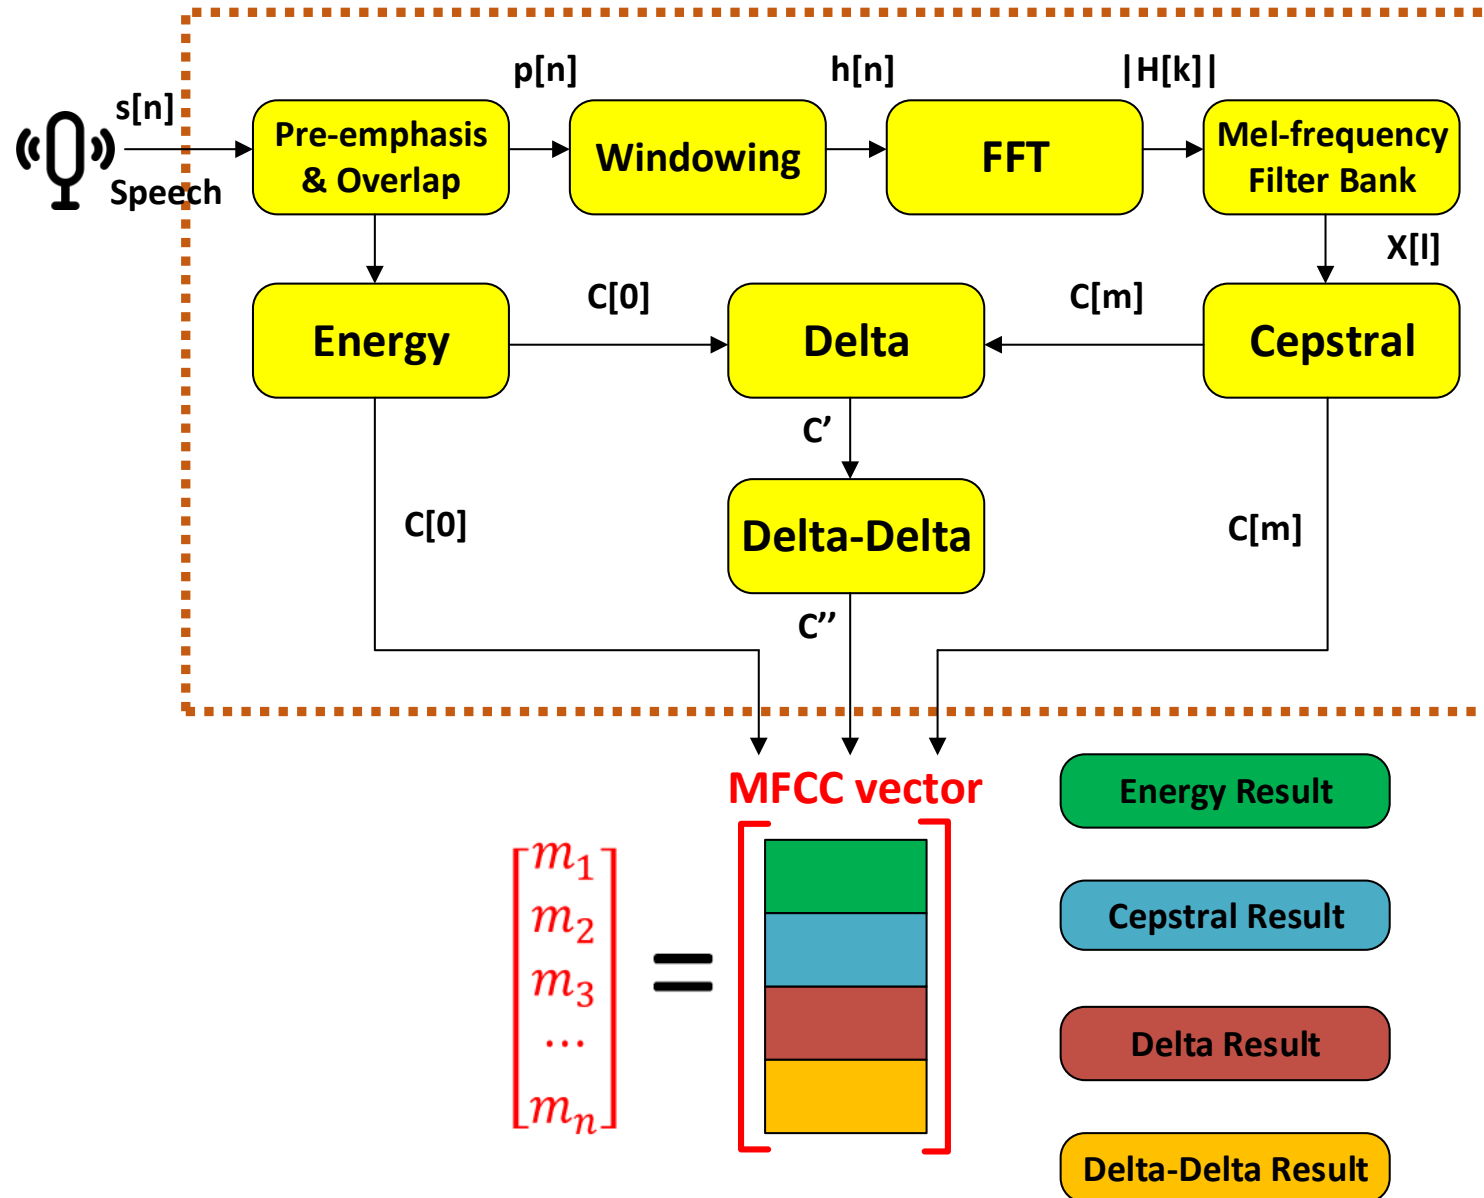 s[n]
Speech
Pre-emphasis
& Overlap
p[n]
Windowing
h[n]
FFT
|H[k]|
Mel-frequency
Filter Bank
X[l]
Energy
C[0]
Delta
C[m]
Cepstral
C’
C[0]
Delta-Delta
C[m]
C’’
MFCC vector
m₁
m₂
m₃
...
mₙ
=
Energy Result
Cepstral Result
Delta Result
Delta-Delta Result